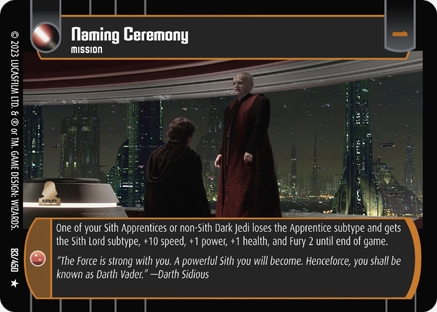 Naming Ceremony
MISSION
1
One of your Sith Apprentices or non-Sith Dark Jedi loses the Apprentice subtype and gets
the Sith Lord subtype, +10 speed, +1 power, +1 health, and Fury 2 until end of game.
"The Force is strong with you. A powerful Sith you will become. Henceforce, you shall be
known as Darth Vader." —Darth Sidious
© 2023 LUCASFILM LTD. & ® or TM. GAME DESIGN: WIZARDS.